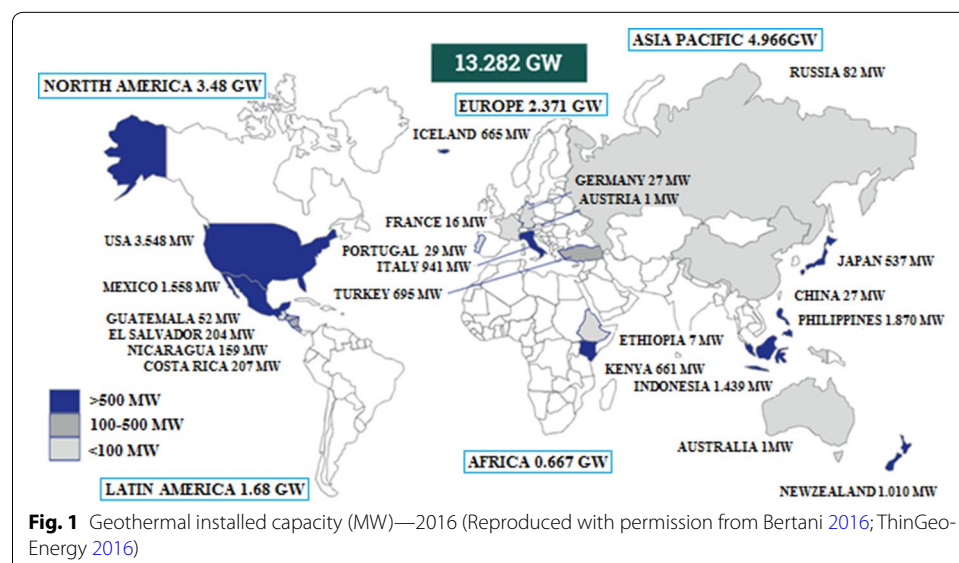 ASIA PACIFIC 4.966GW
13.282 GW
RUSSIA 82 MW
NORTTH AMERICA 3.48 GW
EUROPE 2.371 GW
ICELAND 665 MW
GERMANY 27 MW
AUSTRIA 1 MW
FRANCE 16 MW
USA 3.548 MW
PORTUGAL 29 MW
ITALY 941 MW
JAPAN 537 MW
MEXICO 1.558MW
TURKEY 695 MW
CHINA 27 MW
GUATEMALA 52 MW
PHILIPPINES 1.870 MW
EL SALVADOR 204 MW
ETHIOPIA 7 MW
NICARAGUA 159 MW
COSTA RICA 207 MW
KENYA 661 MW
INDONESIA 1.439 MW
>500 MW
100-500 MW
<100 MW
AUSTRALIA 1MW
AFRICA 0.667 GW
LATIN AMERICA 1.68 GW
NEWZEALAND 1.010 MW
Fig. 1 Geothermal installed capacity (MW)—2016 (Reproduced with permission from Bertani 2016; ThinGeo-
Energy 2016)